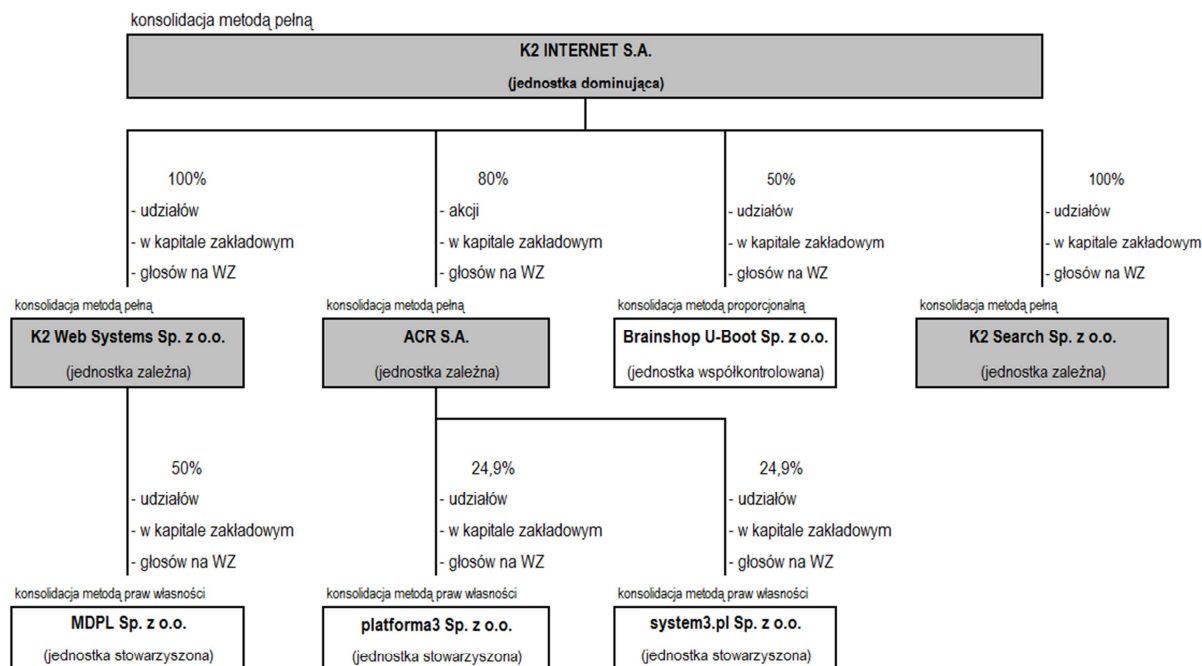 konsolidacja metodą pełną
K2 INTERNET S.A.
(jednostka dominująca)
100%
- udziałów
- w kapitale zakładowym
- głosów na WZ
80%
- akcji
- w kapitale zakładowym
- głosów na WZ
50%
- udziałów
- w kapitale zakładowym
- głosów na WZ
100%
- udziałów
- w kapitale zakładowym
- głosów na WZ
konsolidacja metodą pełną
K2 Web Systems Sp. z o.o.
(jednostka zależna)
konsolidacja metodą pełną
ACR S.A.
(jednostka zależna)
konsolidacja metodą proporcjonalną
Brainshop U-Boot Sp. z o.o.
(jednostka współkontrolowana)
konsolidacja metodą pełną
K2 Search Sp. z o.o.
(jednostka zależna)
50%
- udziałów
- w kapitale zakładowym
- głosów na WZ
24,9%
- udziałów
- w kapitale zakładowym
- głosów na WZ
24,9%
- udziałów
- w kapitale zakładowym
- głosów na WZ
konsolidacja metodą praw własności
MDPL Sp. z o.o.
(jednostka stowarzyszona)
konsolidacja metodą praw własności
platforma3 Sp. z o.o.
(jednostka stowarzyszona)
konsolidacja metodą praw własności
system3.pl Sp. z o.o.
(jednostka stowarzyszona)